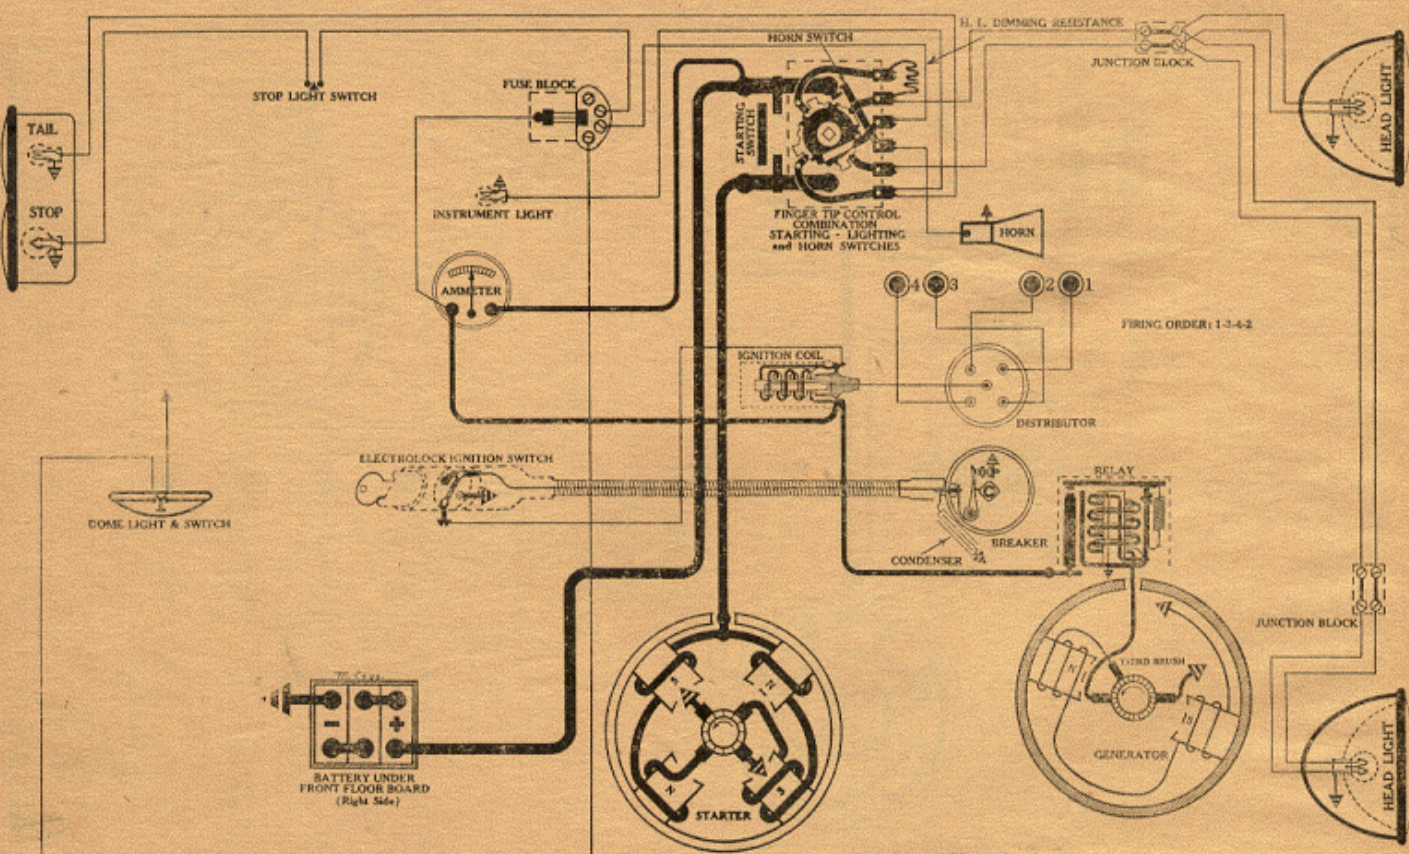 H. L. DIMMING RESISTANCE
HORN SWITCH
JUNCTION BLOCK
FUSE BLOCK
STOP LIGHT SWITCH
TAIL
STOP
STARTING
SWITCH
HEAD LIGHT
INSTRUMENT LIGHT
FINGER TIP CONTROL
COMBINATION
STARTING - LIGHTING
and HORN SWITCHES
HORN
AMMETER
4
3
2
1
FIRING ORDER: 1-3-4-2
IGNITION COIL
DISTRIBUTOR
ELECTROLOCK IGNITION SWITCH
RELAY
DOME LIGHT & SWITCH
C
BREAKER
CONDENSER
JUNCTION BLOCK
THIRD BRUSH
N
S
GENERATOR
S
N
N
S
STARTER
-
+
BATTERY UNDER
FRONT FLOOR BOARD
(Right Side)
HEAD LIGHT